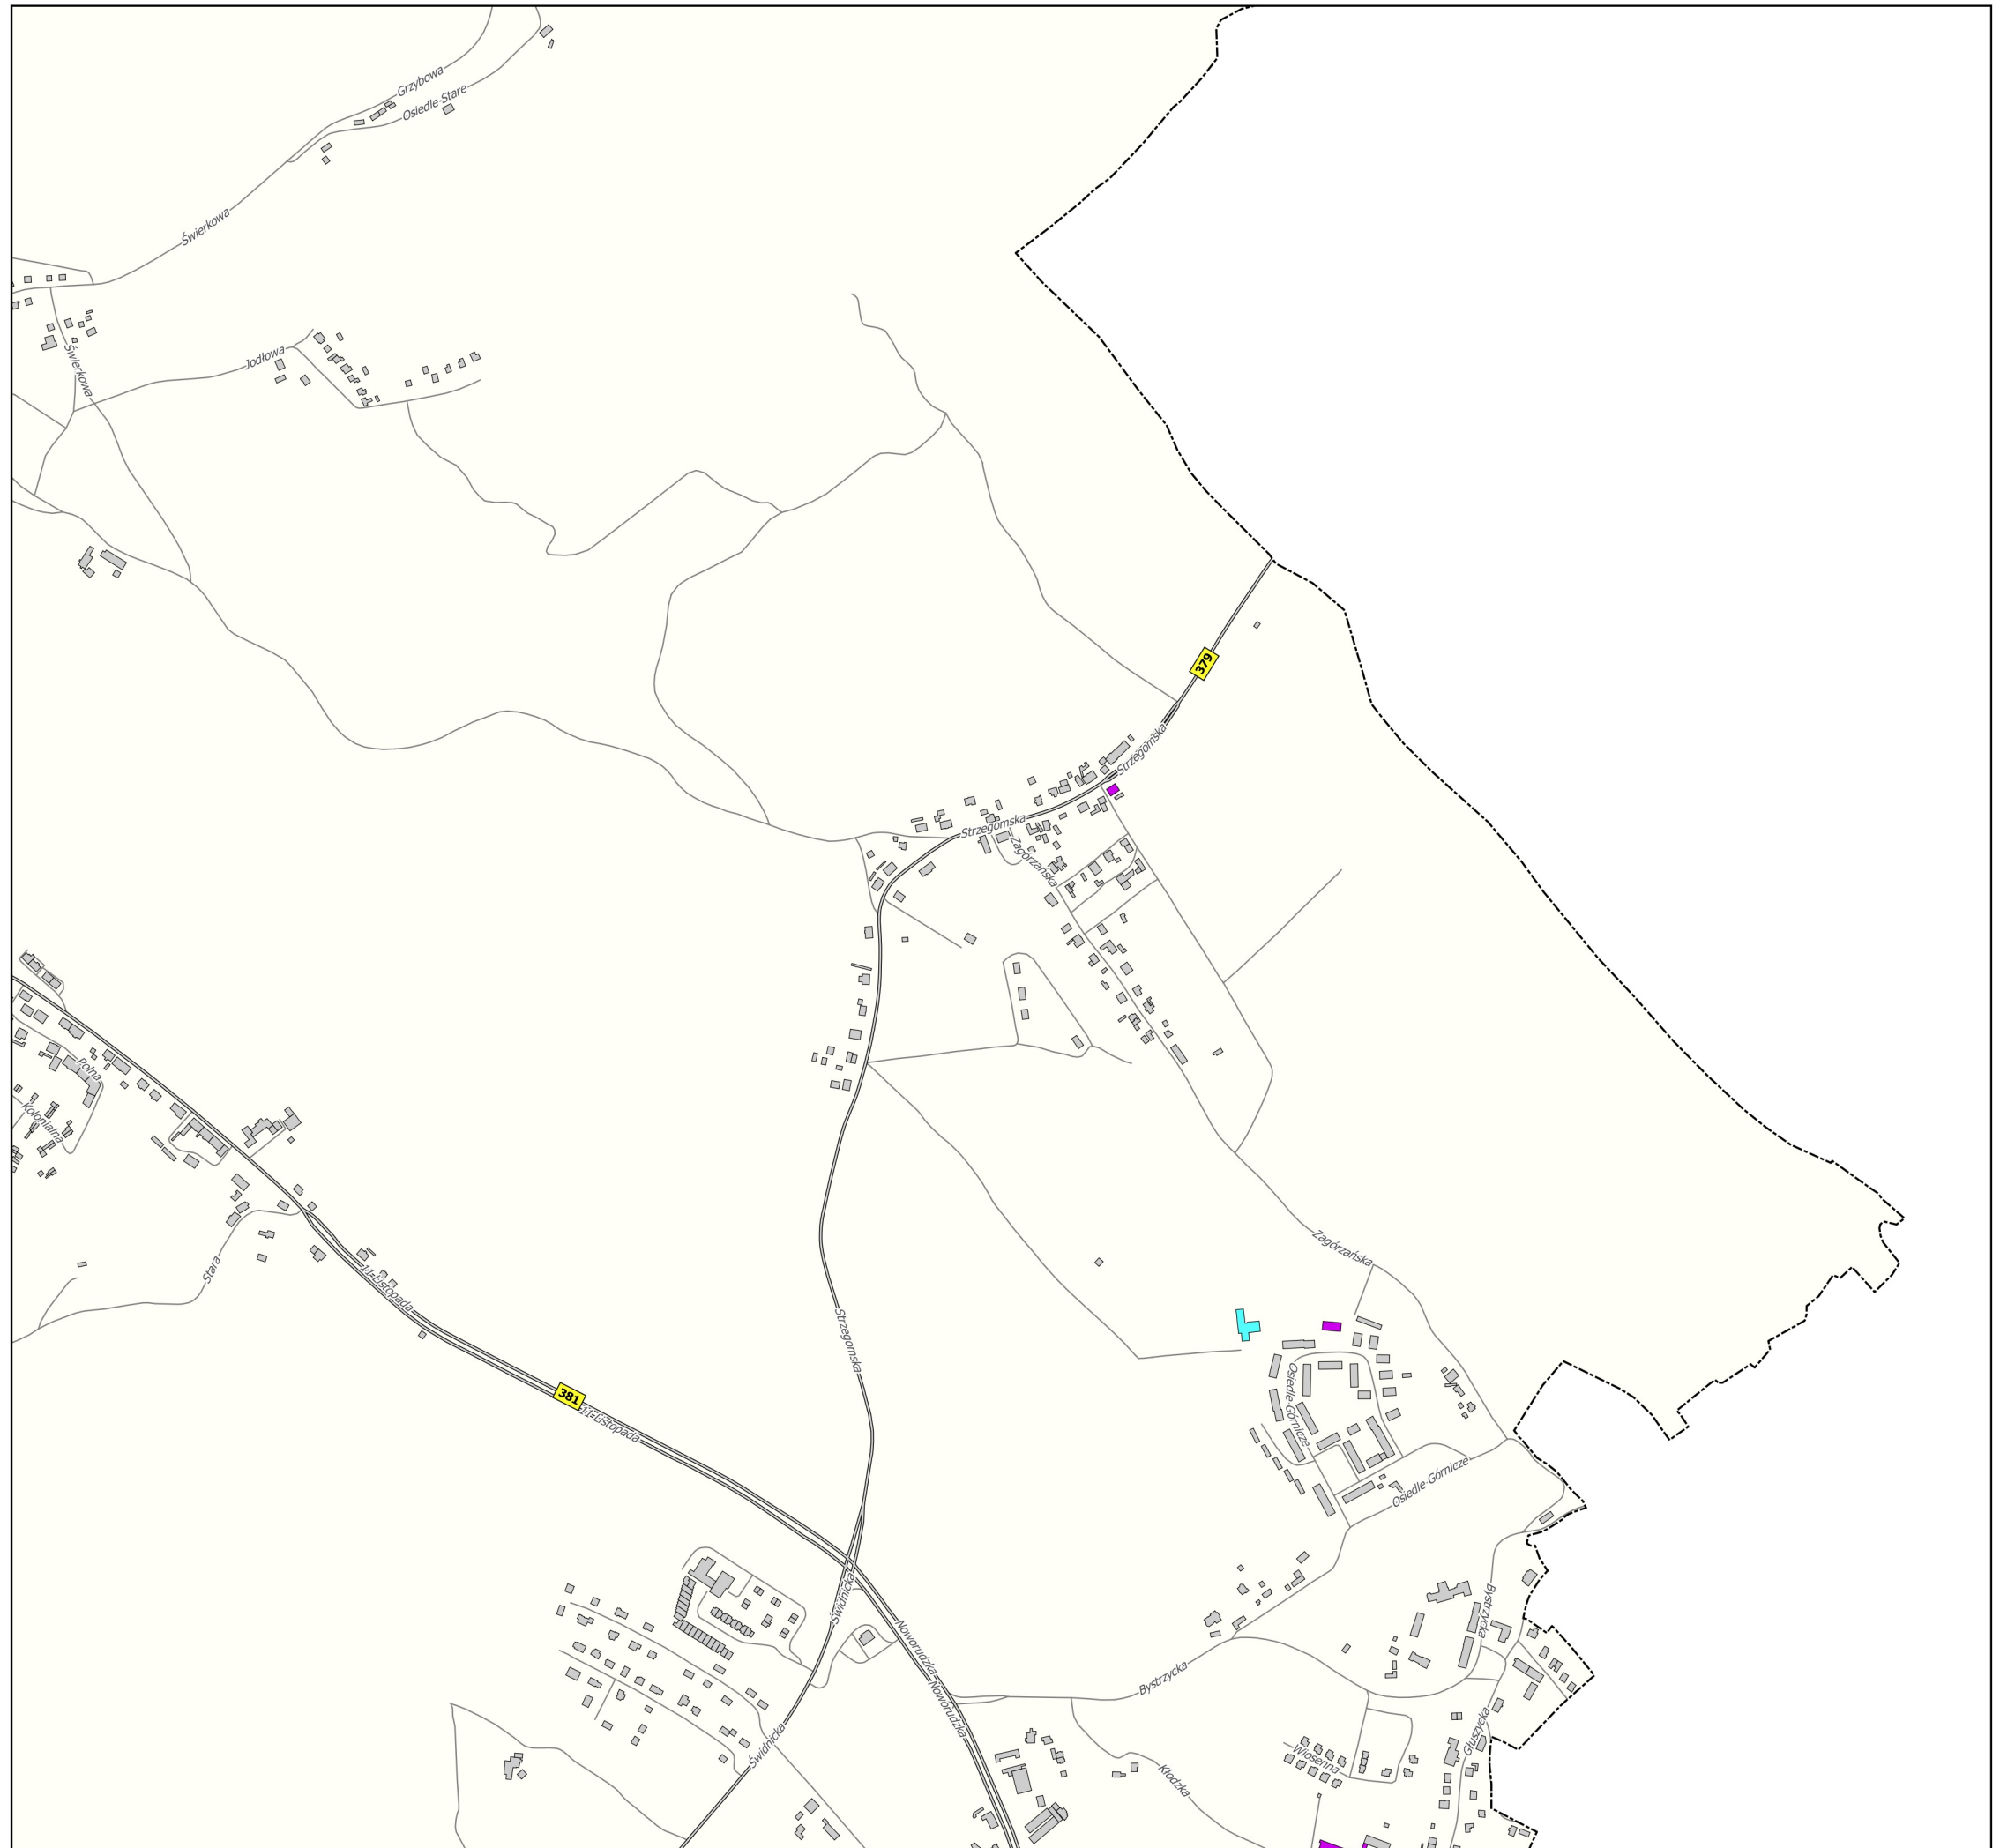 Grzybowa
Osiedle Stare
Świerkowa
Świerkowa
Jodłowa
379
Strzegomska
Strzegomska
Zagórzańska
Polna
Kolonialna
Zagórzańska
Stara
11 Listopada
Strzegomska
381
11 Listopada
Osiedle Górnicze
Osiedle Górnicze
Świdnicka
Noworudzka
Bystrzycka
Bystrzycka
Noworudzka
Głuszycka
Świdnicka
Wiosenna
Kłodzka